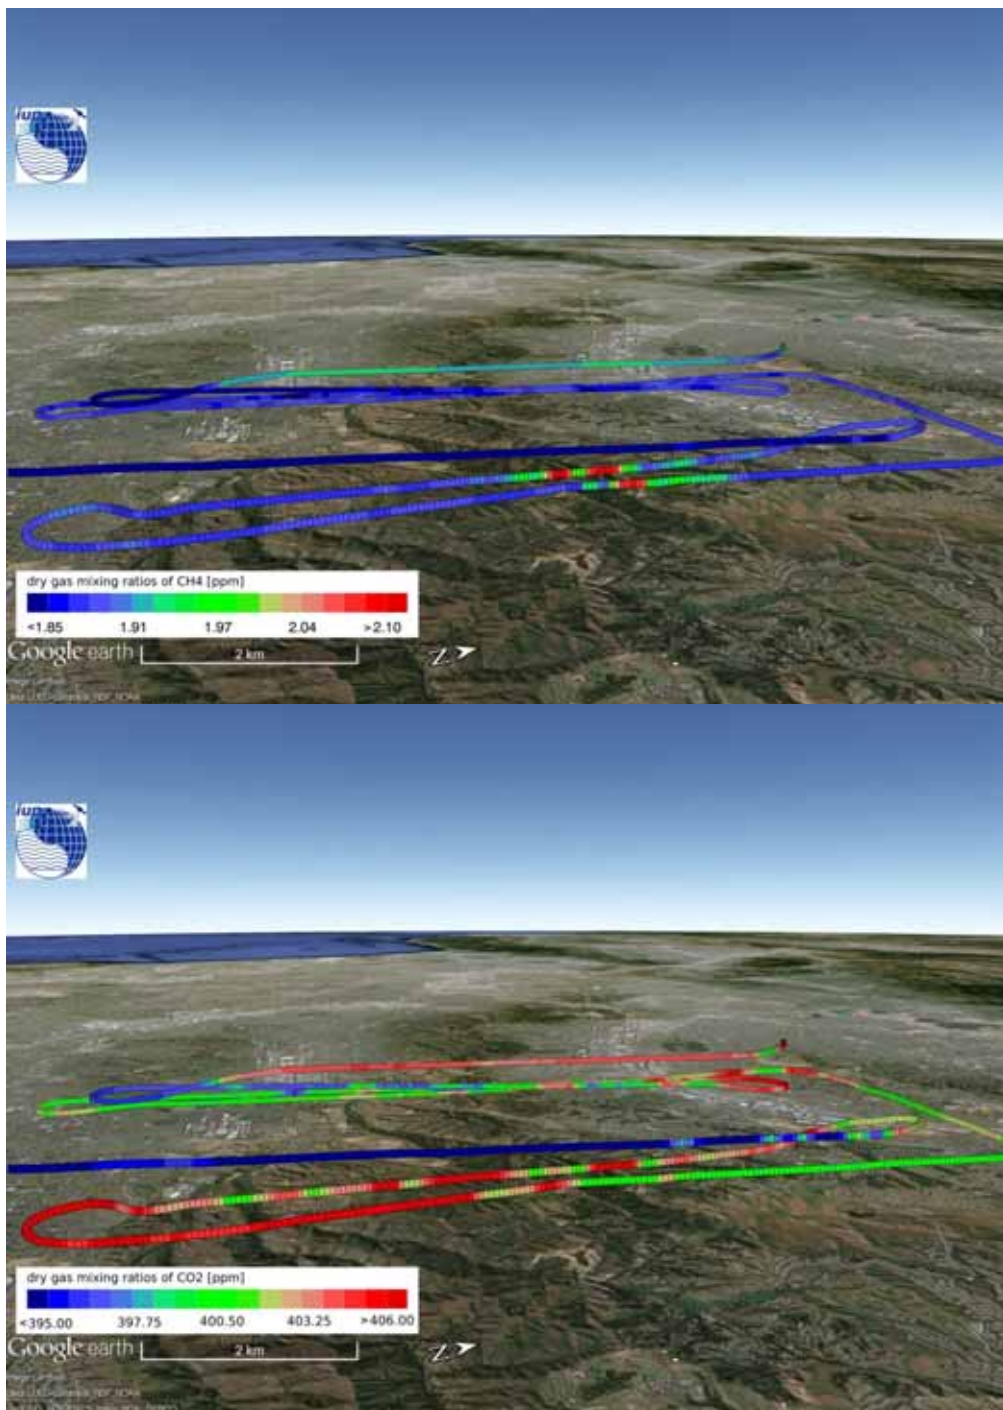 iup
dry gas mixing ratios of CH4 [ppm]
<1.85 1.91 1.97 2.04 >2.10
Google earth
2 km
N
iup
dry gas mixing ratios of CO2 [ppm]
<395.00 397.75 400.50 403.25 >406.00
Google earth
2 km
N